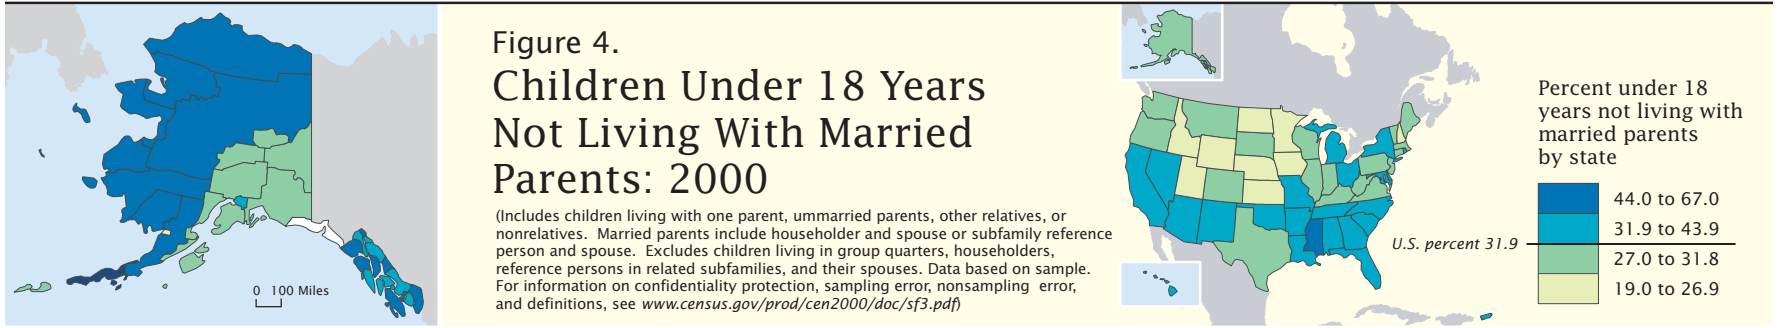 Figure 4.
Children Under 18 Years
Not Living With Married
Parents: 2000
(Includes children living with one parent, ummarried parents, other relatives, or
nonrelatives. Married parents include householder and spouse or subfamily reference
person and spouse. Excludes children living in group quarters, householders,
reference persons in related subfamilies, and their spouses. Data based on sample.
For information on confidentiality protection, sampling error, nonsampling error,
and definitions, see www.census.gov/prod/cen2000/doc/sf3.pdf)
0 100 Miles
Percent under 18
years not living with
married parents
by state
44.0 to 67.0
31.9 to 43.9
U.S. percent 31.9
27.0 to 31.8
19.0 to 26.9